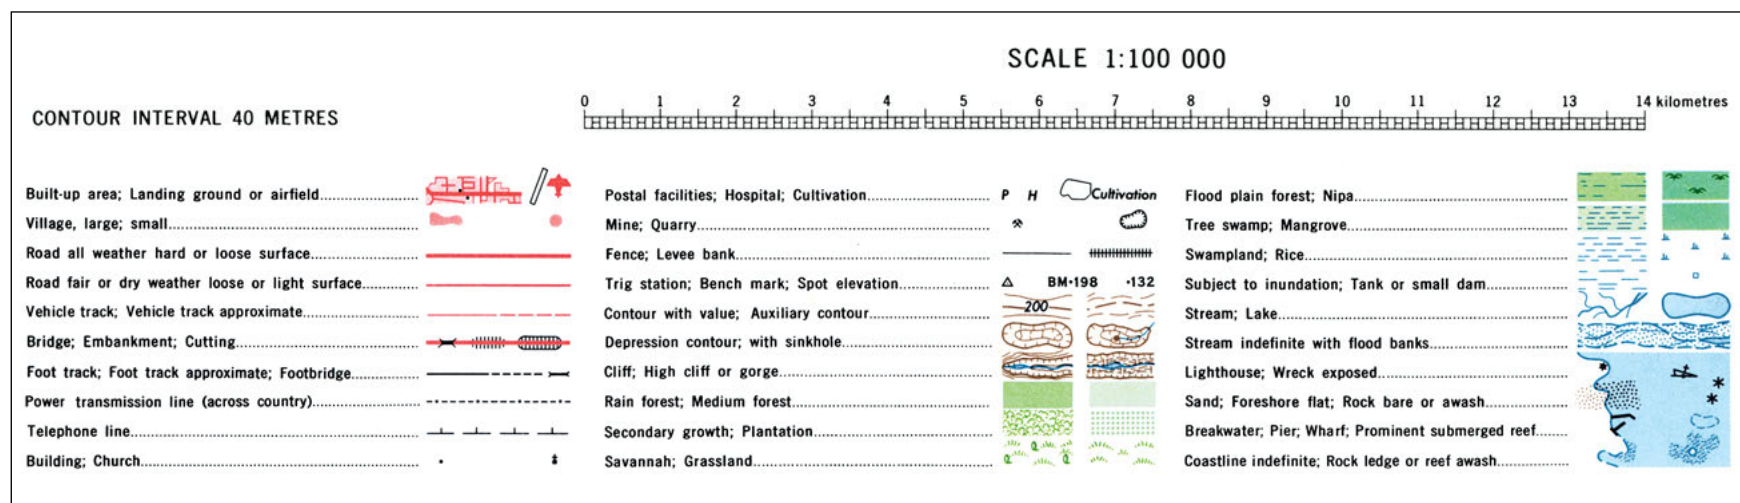 SCALE 1:100 000
CONTOUR INTERVAL 40 METRES
0 1 2 3 4 5 6 7 8 9 10 11 12 13 14 kilometres
Built-up area; Landing ground or airfield
Village, large; small
Road all weather hard or loose surface
Road fair or dry weather loose or light surface
Vehicle track; Vehicle track approximate
Bridge; Embankment; Cutting
Foot track; Foot track approximate; Footbridge
Power transmission line (across country)
Telephone line
Building; Church
Postal facilities; Hospital; Cultivation P H Cultivation
Mine; Quarry
Fence; Levee bank
Trig station; Bench mark; Spot elevation BM·198 ·132
Contour with value; Auxiliary contour 200
Depression contour; with sinkhole
Cliff; High cliff or gorge
Rain forest; Medium forest
Secondary growth; Plantation
Savannah; Grassland
Flood plain forest; Nipa
Tree swamp; Mangrove
Swampland; Rice
Subject to inundation; Tank or small dam
Stream; Lake
Stream indefinite with flood banks
Lighthouse; Wreck exposed
Sand; Foreshore flat; Rock bare or awash
Breakwater; Pier; Wharf; Prominent submerged reef
Coastline indefinite; Rock ledge or reef awash